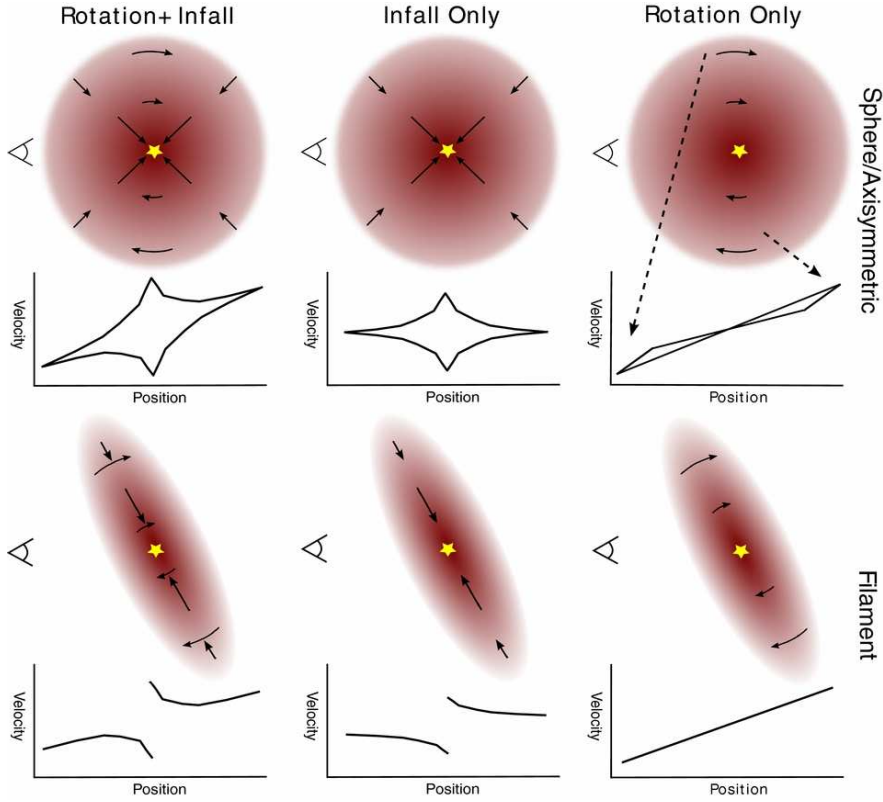 Rotation+ Infall
Infall Only
Rotation Only
Sphere/Axisymmetric
Velocity
Position
Velocity
Position
Velocity
Position
Filament
Velocity
Position
Velocity
Position
Velocity
Position